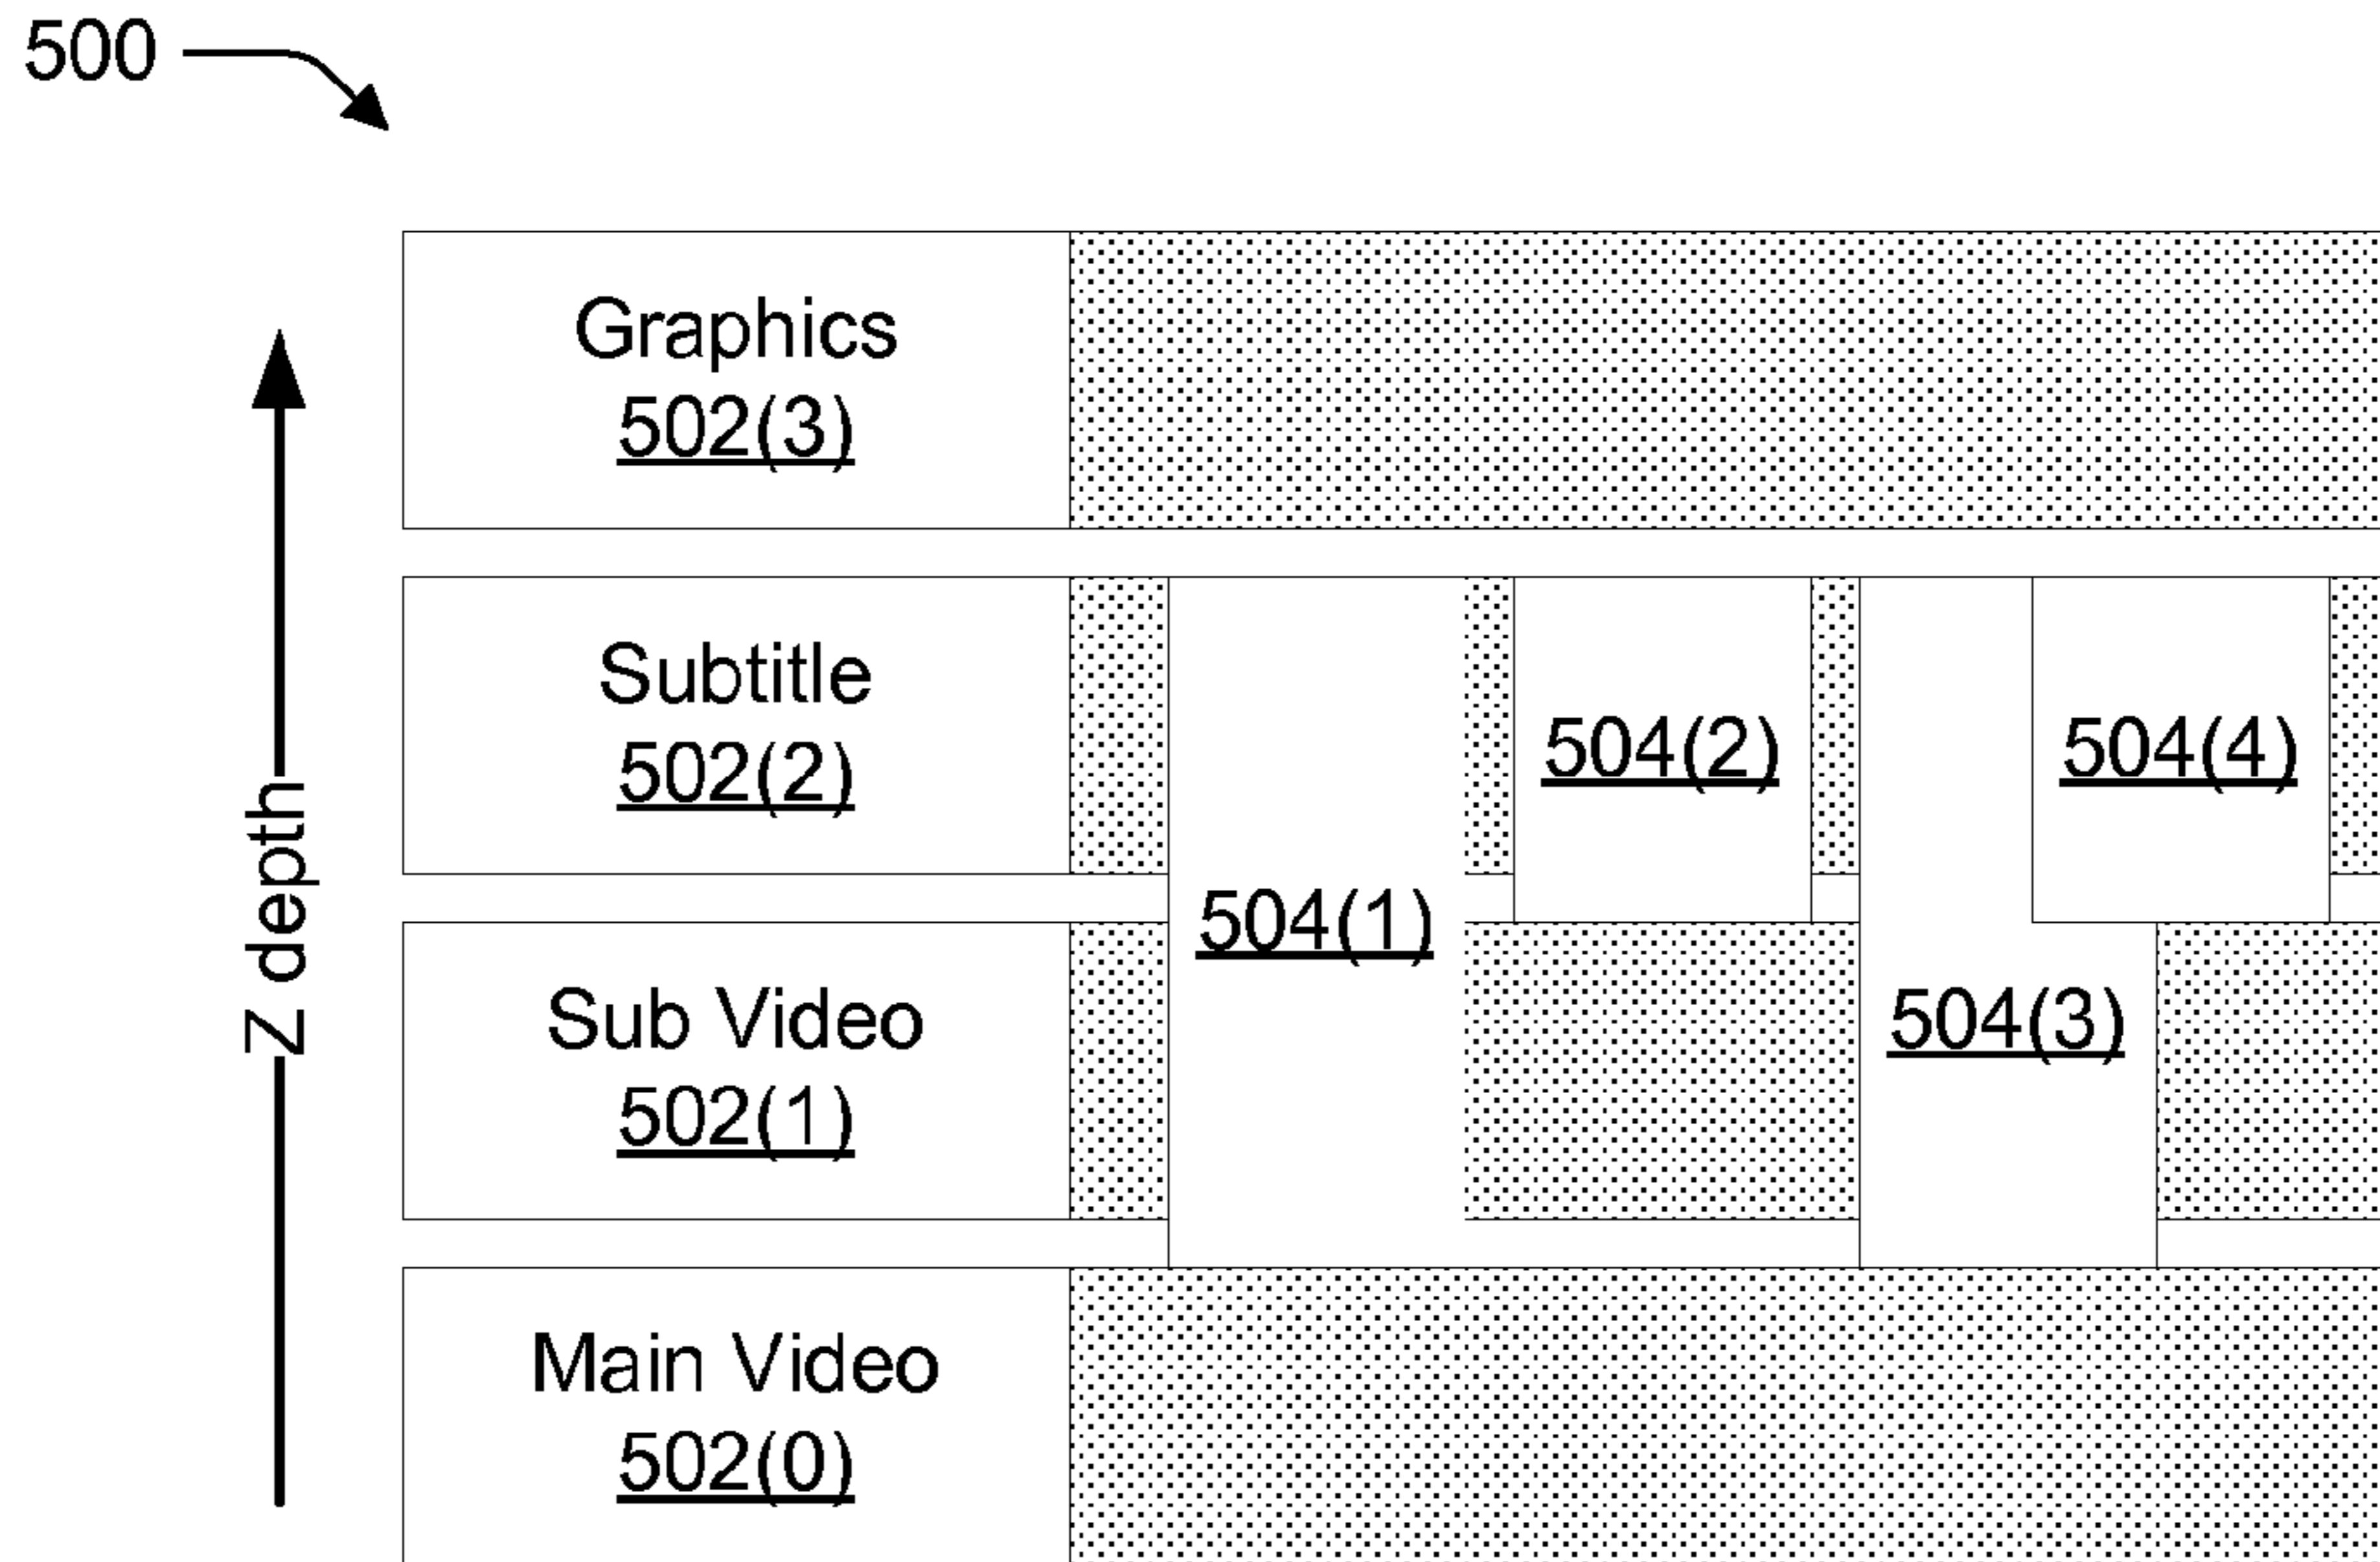 500
Graphics
502(3)
Subtitle
502(2)
504(2)
504(4)
Z depth
504(1)
Sub Video
502(1)
504(3)
Main Video
502(0)